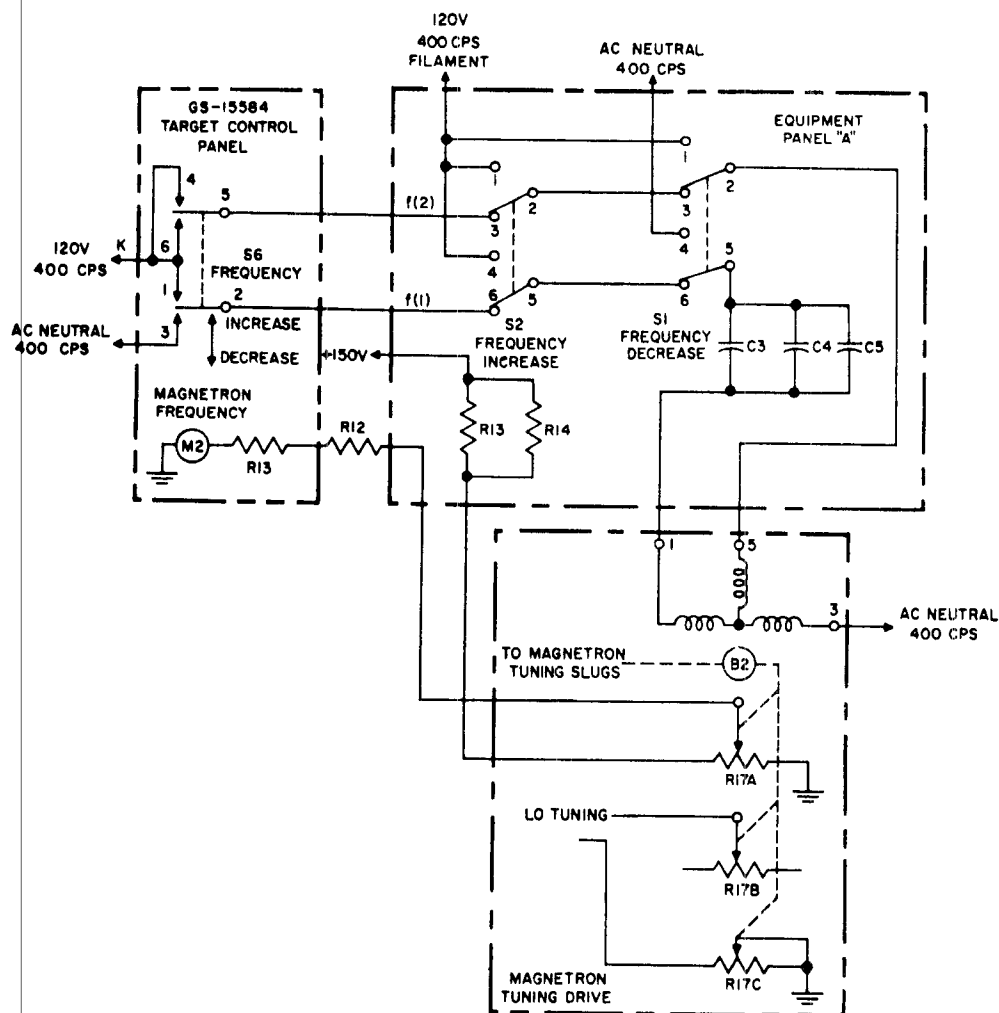 120V
400 CPS
FILAMENT
AC NEUTRAL
400 CPS
GS-15584
TARGET CONTROL
PANEL
EQUIPMENT
PANEL "A"
4
5
f(2)
1
3
2
4
1
3
2
4
K
6
120V
400 CPS
S6
FREQUENCY
1
2
3
INCREASE
DECREASE
AC NEUTRAL
400 CPS
f(1)
6
5
S2
FREQUENCY
INCREASE
6
5
S1
FREQUENCY
DECREASE
C3
C4
C5
+150V
MAGNETRON
FREQUENCY
M2
R13
R12
R13
R14
1
5
3
AC NEUTRAL
400 CPS
TO MAGNETRON
TUNING SLUGS
B2
R17A
LO TUNING
R17B
R17C
MAGNETRON
TUNING DRIVE